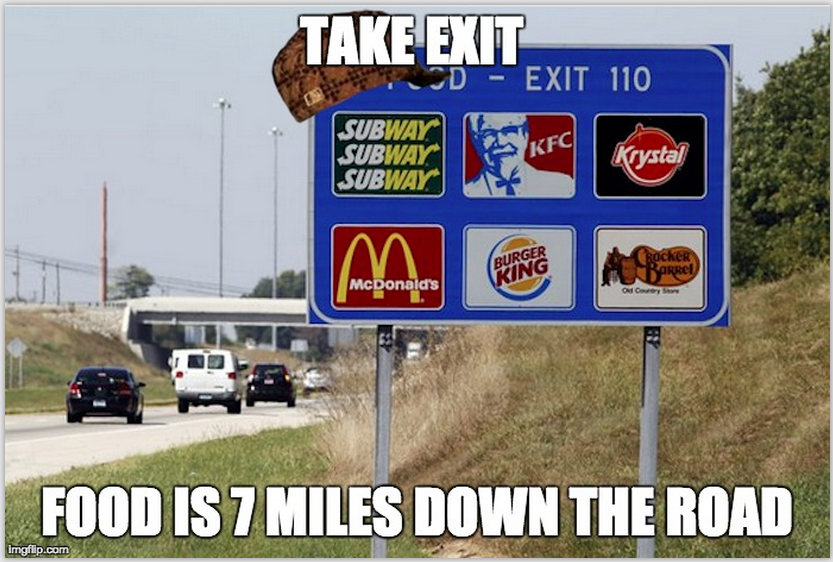 TAKE EXIT
OD - EXIT 110
SUBWAY
SUBWAY
SUBWAY
KFC
Krystal
McDonald's
BURGER
KING
Cracker
Barrel
Old Country Store
FOOD IS 7 MILES DOWN THE ROAD
imgflip.com